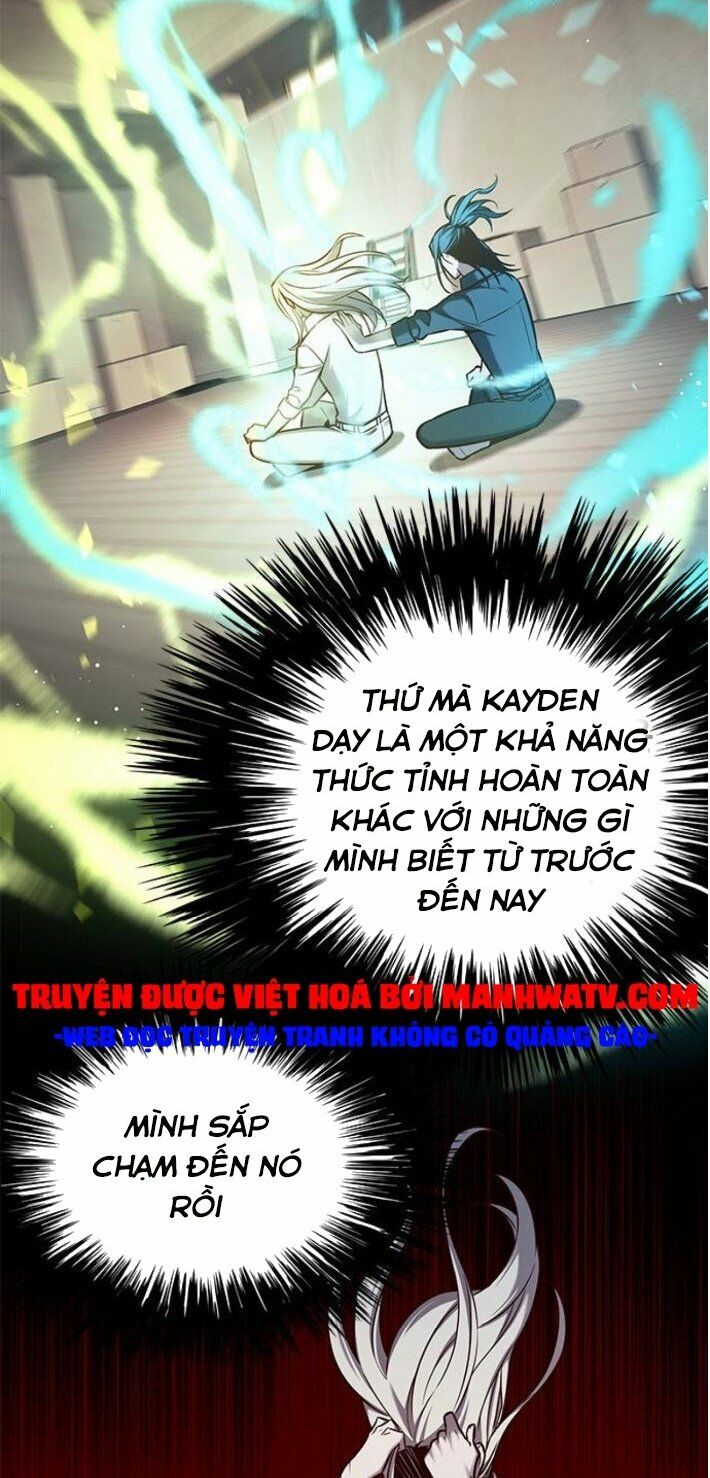 THỨ MÀ KAYDEN
DẠY LÀ MỘT KHẢ NĂNG
THỨC TỈNH HOÀN TOÀN
KHÁC VỚI NHỮNG GÌ
MÌNH BIẾT TỪ TRƯỚC
ĐẾN NAY
TRUYỆN ĐƯỢC VIỆT HOÁ BỞI MANHWATV.COM
-WEB ĐỌC TRUYỆN TRANH KHÔNG CÓ QUẢNG CÁO-
MÌNH SẮP
CHẠM ĐẾN NÓ
RỒI